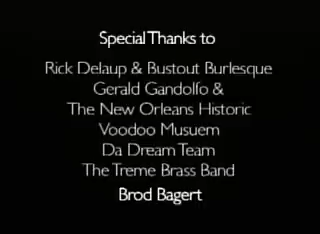 Special Thanks to
Rick Delaup & Bustout Burlesque
Gerald Gandolfo &
The New Orleans Historic
Voodoo Musuem
Da Dream Team
The Treme Brass Band
Brod Bagert